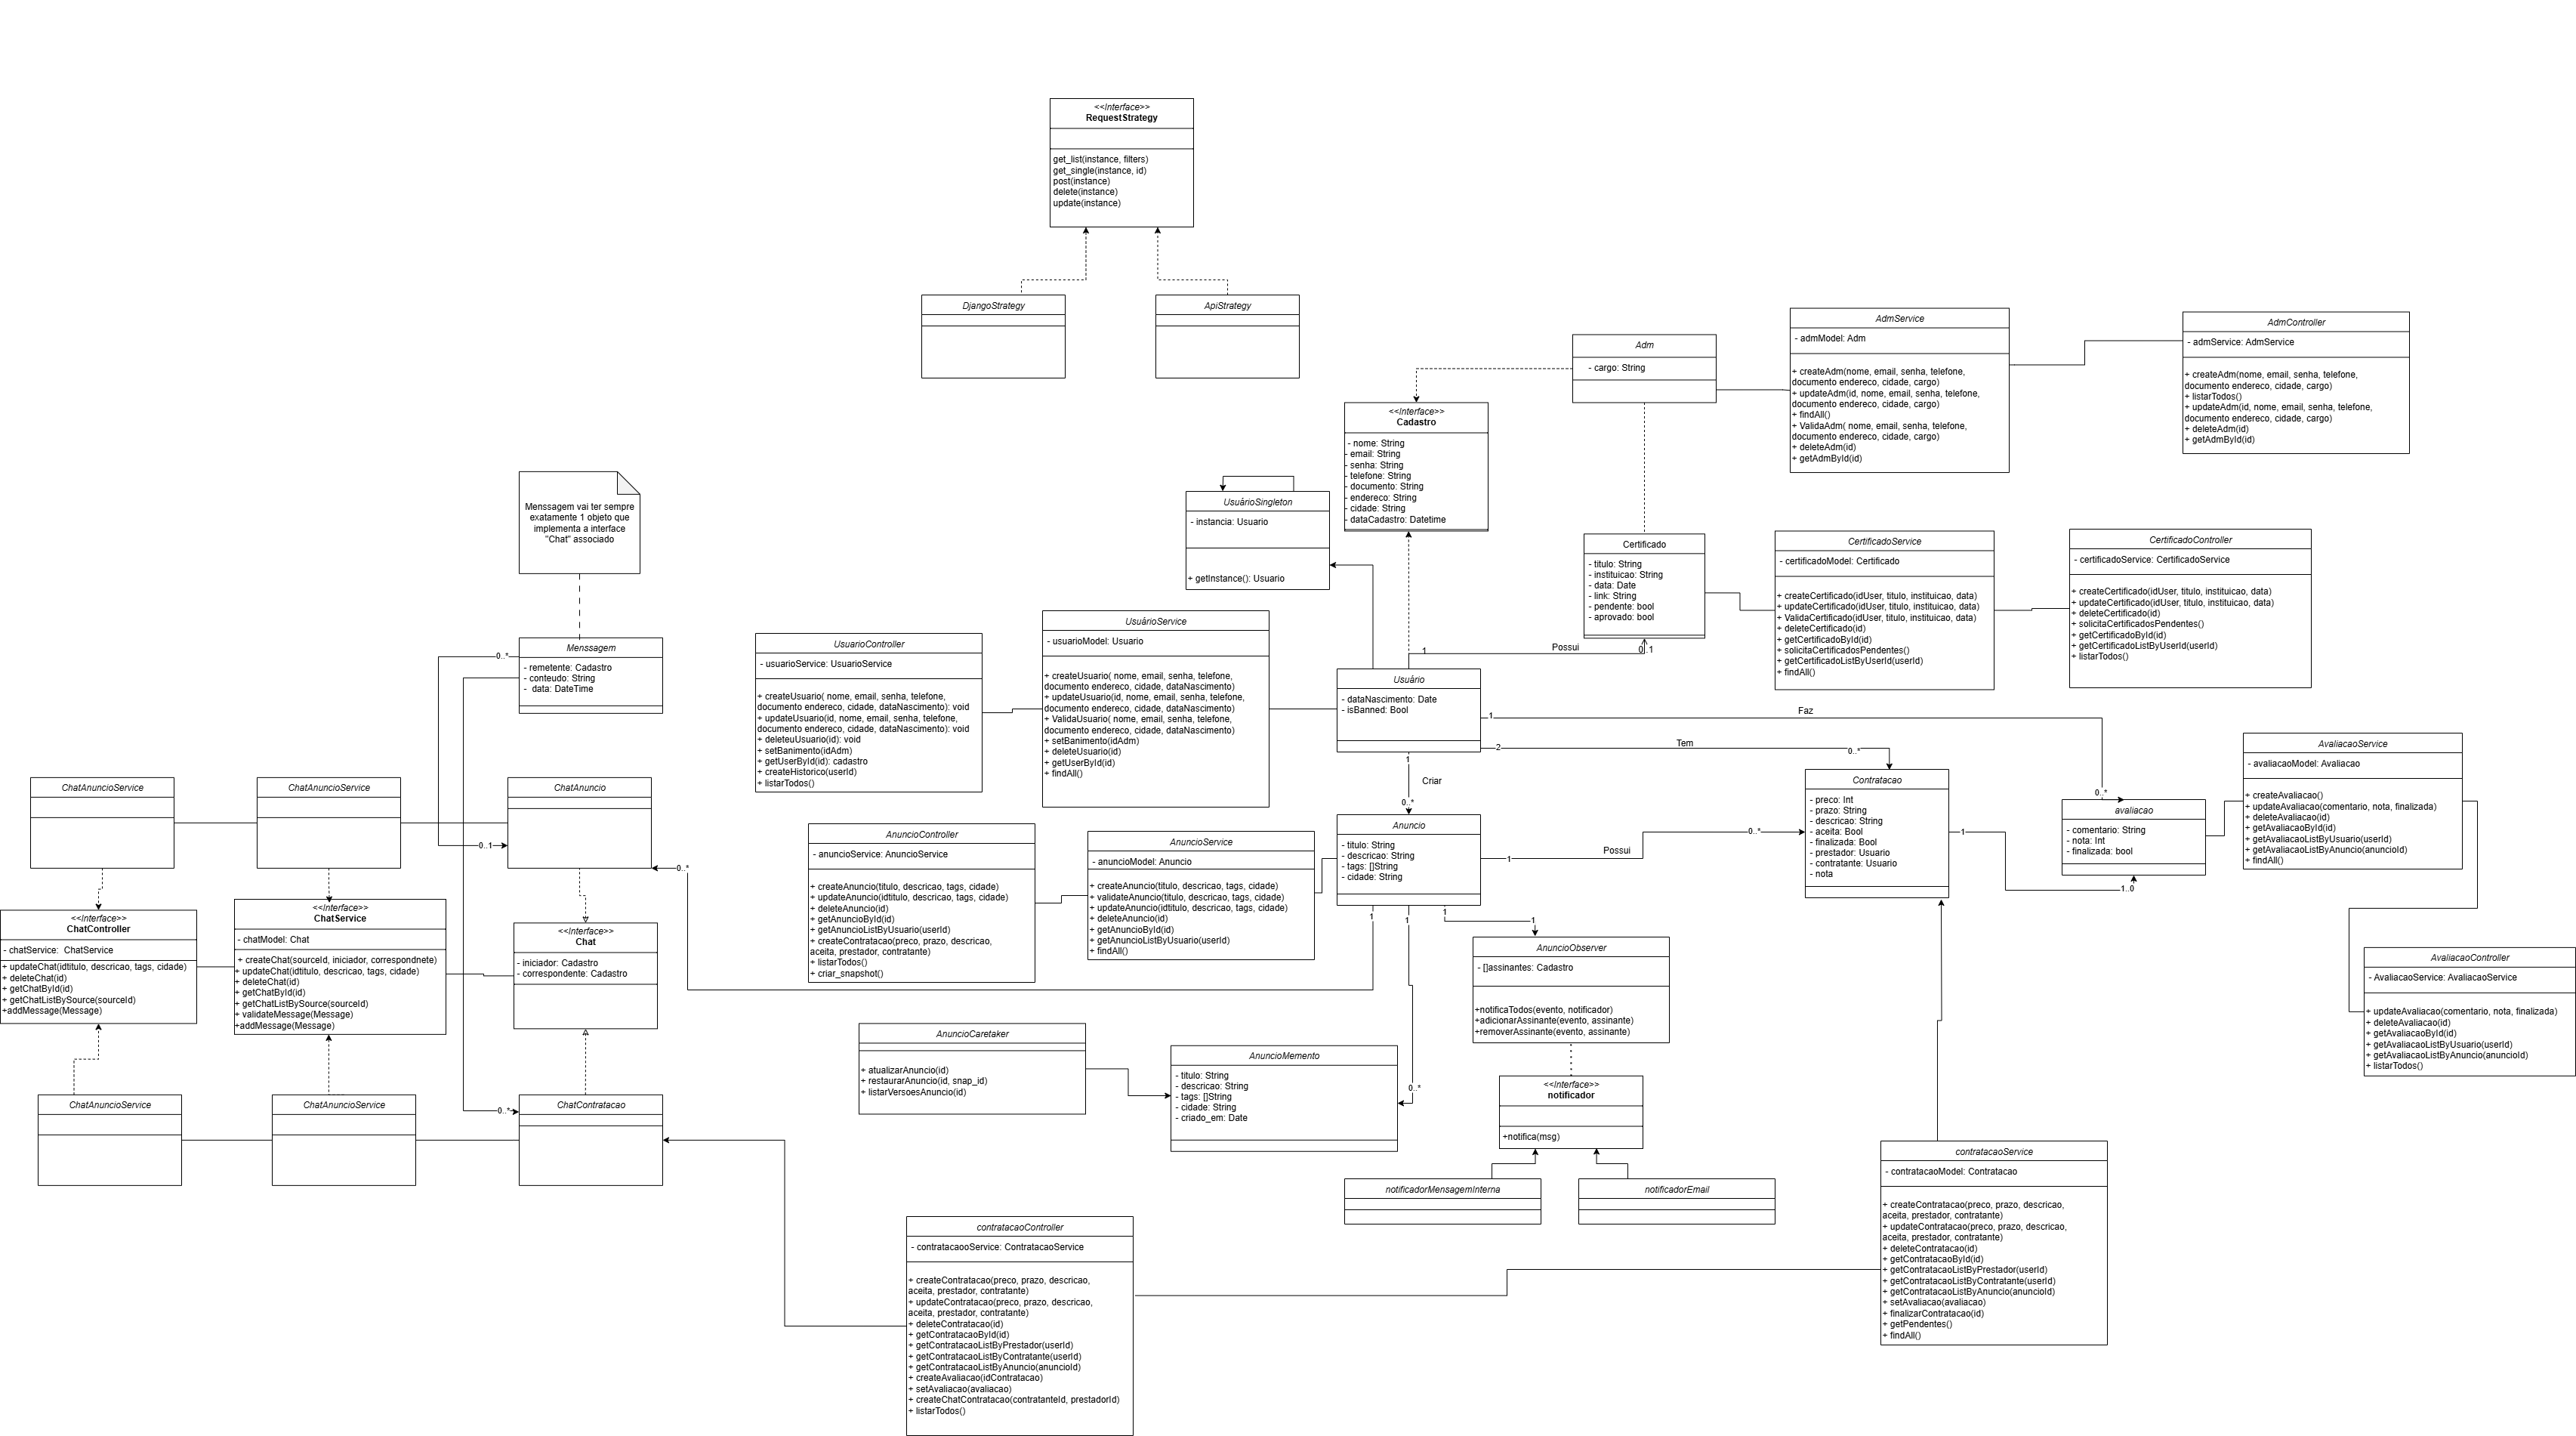 <<Interface>>
RequestStrategy
get_list(instance, filters)
get_single(instance, id)
post(instance)
delete(instance)
update(instance)
DjangoStrategy
ApiStrategy
Adm
- cargo: String
AdmService
- admModel: Adm
+ createAdm(nome, email, senha, telefone,
documento endereco, cidade, cargo)
+ updateAdm(id, nome, email, senha, telefone,
documento endereco, cidade, cargo)
+ findAll()
+ ValidaAdm( nome, email, senha, telefone,
documento endereco, cidade, cargo)
+ deleteAdm(id)
+ getAdmById(id)
AdmController
- admService: AdmService
+ createAdm(nome, email, senha, telefone,
documento endereco, cidade, cargo)
+ listarTodos()
+ updateAdm(id, nome, email, senha, telefone,
documento endereco, cidade, cargo)
+ deleteAdm(id)
+ getAdmById(id)
<<Interface>>
Cadastro
- nome: String
- email: String
- senha: String
- telefone: String
- documento: String
- endereco: String
- cidade: String
- dataCadastro: Datetime
UsuárioSingleton
- instancia: Usuario
+ getInstance(): Usuario
Menssagem vai ter sempre
exatamente 1 objeto que
implementa a interface
"Chat" associado
Certificado
- titulo: String
- instituicao: String
- data: Date
- link: String
- pendente: bool
- aprovado: bool
CertificadoService
- certificadoModel: Certificado
+ createCertificado(idUser, titulo, instituicao, data)
+ updateCertificado(idUser, titulo, instituicao, data)
+ ValidaCertificado(idUser, titulo, instituicao, data)
+ deleteCertificado(id)
+ getCertificadoById(id)
+ solicitaCertificadosPendentes()
+ getCertificadoListByUserId(userId)
+ findAll()
CertificadoController
- certificadoService: CertificadoService
+ createCertificado(idUser, titulo, instituicao, data)
+ updateCertificado(idUser, titulo, instituicao, data)
+ deleteCertificado(id)
+ solicitaCertificadosPendentes()
+ getCertificadoById(id)
+ getCertificadoListByUserId(userId)
+ listarTodos()
Menssagem
- remetente: Cadastro
- conteudo: String
- data: DateTime
0..*
UsuarioController
- usuarioService: UsuarioService
+ createUsuario( nome, email, senha, telefone,
documento endereco, cidade, dataNascimento): void
+ updateUsuario(id, nome, email, senha, telefone,
documento endereco, cidade, dataNascimento): void
+ deleteuUsuario(id): void
+ setBanimento(idAdm)
+ getUserById(id): cadastro
+ createHistorico(userId)
+ listarTodos()
UsuárioService
- usuarioModel: Usuario
+ createUsuario( nome, email, senha, telefone,
documento endereco, cidade, dataNascimento)
+ updateUsuario(id, nome, email, senha, telefone,
documento endereco, cidade, dataNascimento)
+ ValidaUsuario( nome, email, senha, telefone,
documento endereco, cidade, dataNascimento)
+ setBanimento(idAdm)
+ deleteUsuario(id)
+ getUserById(id)
+ findAll()
1
Possui
0..1
Usuário
- dataNascimento: Date
- isBanned: Bool
1
Faz
0..*
2
Tem
0..*
1
Criar
0..*
Contratacao
- preco: Int
- prazo: String
- descricao: String
- aceita: Bool
- finalizada: Bool
- prestador: Usuario
- contratante: Usuario
- nota
avaliacao
- comentario: String
- nota: Int
- finalizada: bool
1
1..0
AvaliacaoService
- avaliacaoModel: Avaliacao
+ createAvaliacao()
+ updateAvaliacao(comentario, nota, finalizada)
+ deleteAvaliacao(id)
+ getAvaliacaoById(id)
+ getAvaliacaoListByUsuario(userId)
+ getAvaliacaoListByAnuncio(anuncioId)
+ findAll()
AvaliacaoController
- AvaliacaoService: AvaliacaoService
+ updateAvaliacao(comentario, nota, finalizada)
+ deleteAvaliacao(id)
+ getAvaliacaoById(id)
+ getAvaliacaoListByUsuario(userId)
+ getAvaliacaoListByAnuncio(anuncioId)
+ listarTodos()
ChatAnuncioService
ChatAnuncioService
ChatAnuncio
0..1
0..*
AnuncioController
- anuncioService: AnuncioService
+ createAnuncio(titulo, descricao, tags, cidade)
+ updateAnuncio(idtitulo, descricao, tags, cidade)
+ deleteAnuncio(id)
+ getAnuncioById(id)
+ getAnuncioListByUsuario(userId)
+ createContratacao(preco, prazo, descricao,
aceita, prestador, contratante)
+ listarTodos()
+ criar_snapshot()
AnuncioService
- anuncioModel: Anuncio
+ createAnuncio(titulo, descricao, tags, cidade)
+ validateAnuncio(titulo, descricao, tags, cidade)
+ updateAnuncio(idtitulo, descricao, tags, cidade)
+ deleteAnuncio(id)
+ getAnuncioById(id)
+ getAnuncioListByUsuario(userId)
+ findAll()
Anuncio
- titulo: String
- descricao: String
- tags: []String
- cidade: String
1
Possui
0..*
1
1
1
1
<<Interface>>
ChatController
- chatService:  ChatService
+ updateChat(idtitulo, descricao, tags, cidade)
+ deleteChat(id)
+ getChatById(id)
+ getChatListBySource(sourceId)
+addMessage(Message)
<<Interface>>
ChatService
- chatModel: Chat
+ createChat(sourceId, iniciador, correspondnete)
+ updateChat(idtitulo, descricao, tags, cidade)
+ deleteChat(id)
+ getChatById(id)
+ getChatListBySource(sourceId)
+ validateMessage(Message)
+addMessage(Message)
<<Interface>>
Chat
- iniciador: Cadastro
- correspondente: Cadastro
AnuncioObserver
- []assinantes: Cadastro
+notificaTodos(evento, notificador)
+adicionarAssinante(evento, assinante)
+removerAssinante(evento, assinante)
AnuncioCaretaker
+ atualizarAnuncio(id)
+ restaurarAnuncio(id, snap_id)
+ listarVersoesAnuncio(id)
AnuncioMemento
- titulo: String
- descricao: String
- tags: []String
- cidade: String
- criado_em: Date
0..*
<<Interface>>
notificador
+notifica(msg)
notificadorMensagemInterna
notificadorEmail
ChatAnuncioService
ChatAnuncioService
ChatContratacao
0..*
contratacaoService
- contratacaoModel: Contratacao
+ createContratacao(preco, prazo, descricao,
aceita, prestador, contratante)
+ updateContratacao(preco, prazo, descricao,
aceita, prestador, contratante)
+ deleteContratacao(id)
+ getContratacaoById(id)
+ getContratacaoListByPrestador(userId)
+ getContratacaoListByContratante(userId)
+ getContratacaoListByAnuncio(anuncioId)
+ setAvaliacao(avaliacao)
+ finalizarContratacao(id)
+ getPendentes()
+ findAll()
contratacaoController
- contratacaooService: ContratacaoService
+ createContratacao(preco, prazo, descricao,
aceita, prestador, contratante)
+ updateContratacao(preco, prazo, descricao,
aceita, prestador, contratante)
+ deleteContratacao(id)
+ getContratacaoById(id)
+ getContratacaoListByPrestador(userId)
+ getContratacaoListByContratante(userId)
+ getContratacaoListByAnuncio(anuncioId)
+ createAvaliacao(idContratacao)
+ setAvaliacao(avaliacao)
+ createChatContratacao(contratanteId, prestadorId)
+ listarTodos()